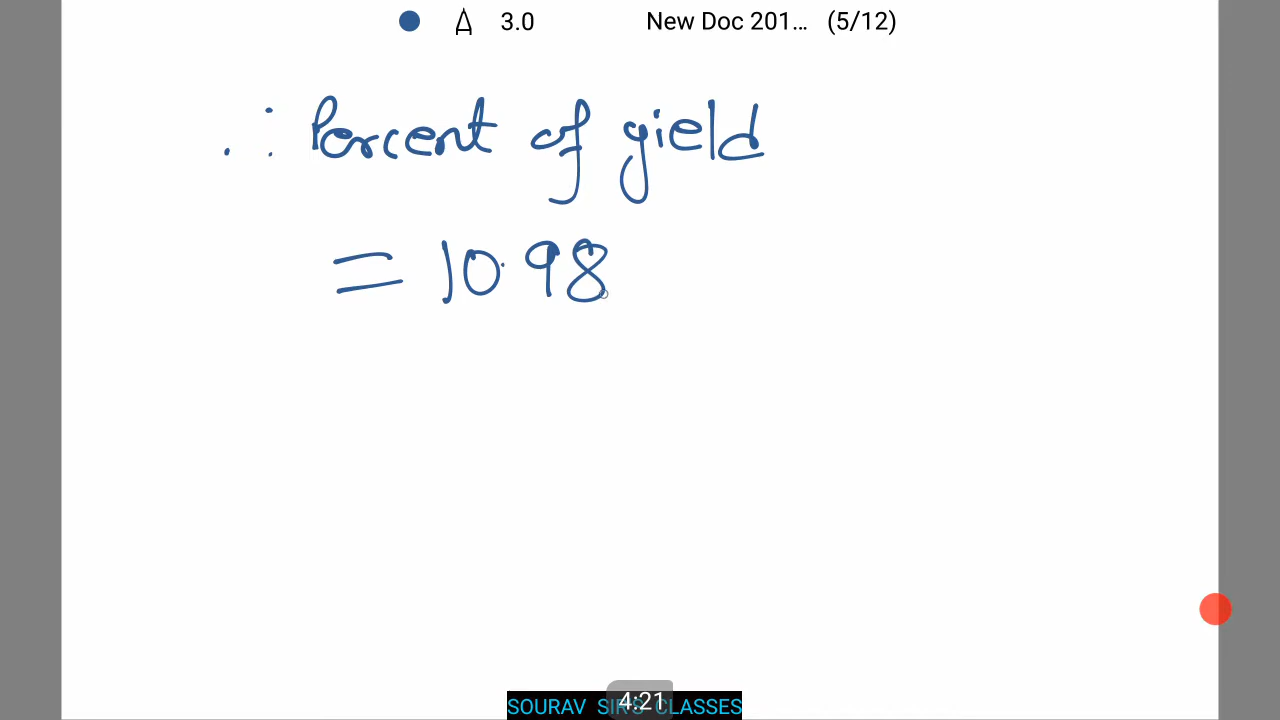 3.0 New Doc 201... (5/12)
∴ Percent of yield
= 10.98
4:21
SOURAV SIR'S CLASSES